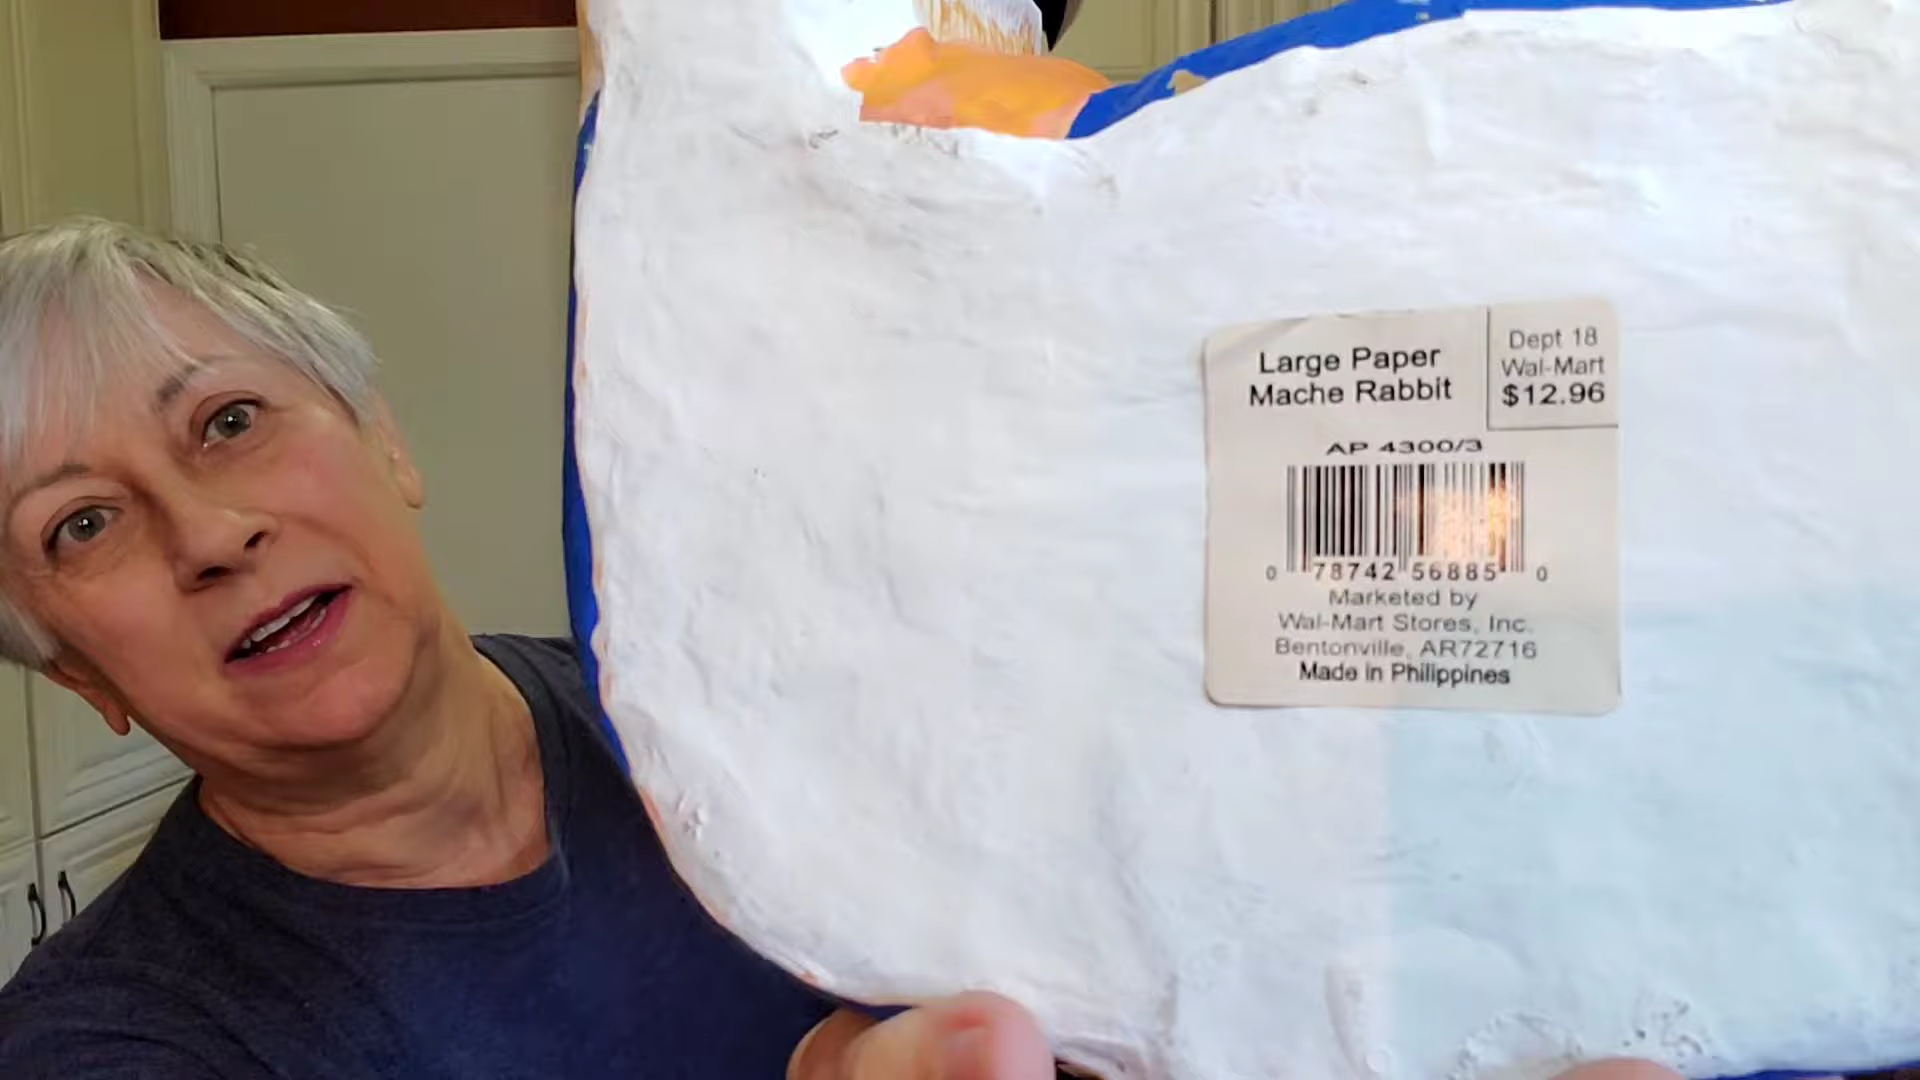 Large Paper
Mache Rabbit
Dept 18
Wal-Mart
$12.96
AP 4300/3
0 78742 56885 0
Marketed by
Wal-Mart Stores, Inc.
Bentonville, AR72716
Made in Philippines